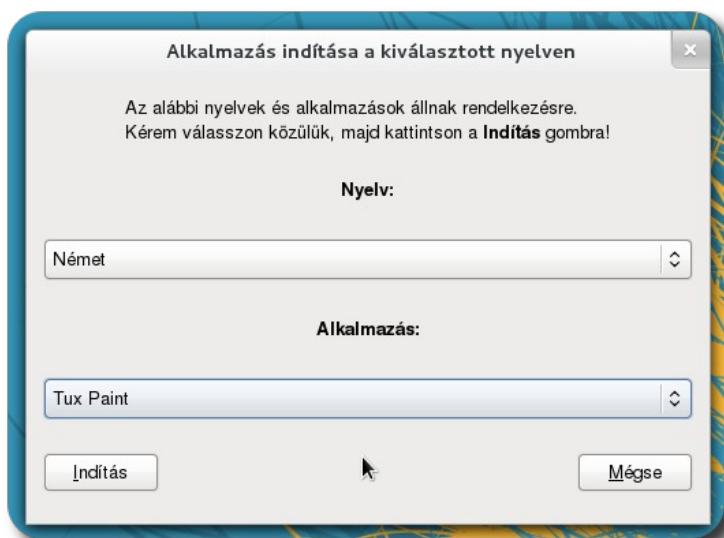 Alkalmazás indítása a kiválasztott nyelven
Az alábbi nyelvek és alkalmazások állnak rendelkezésre.
Kérem válasszon közülük, majd kattintson a Indítás gombra!
Nyelv:
Német
Alkalmazás:
Tux Paint
Indítás
Mégse